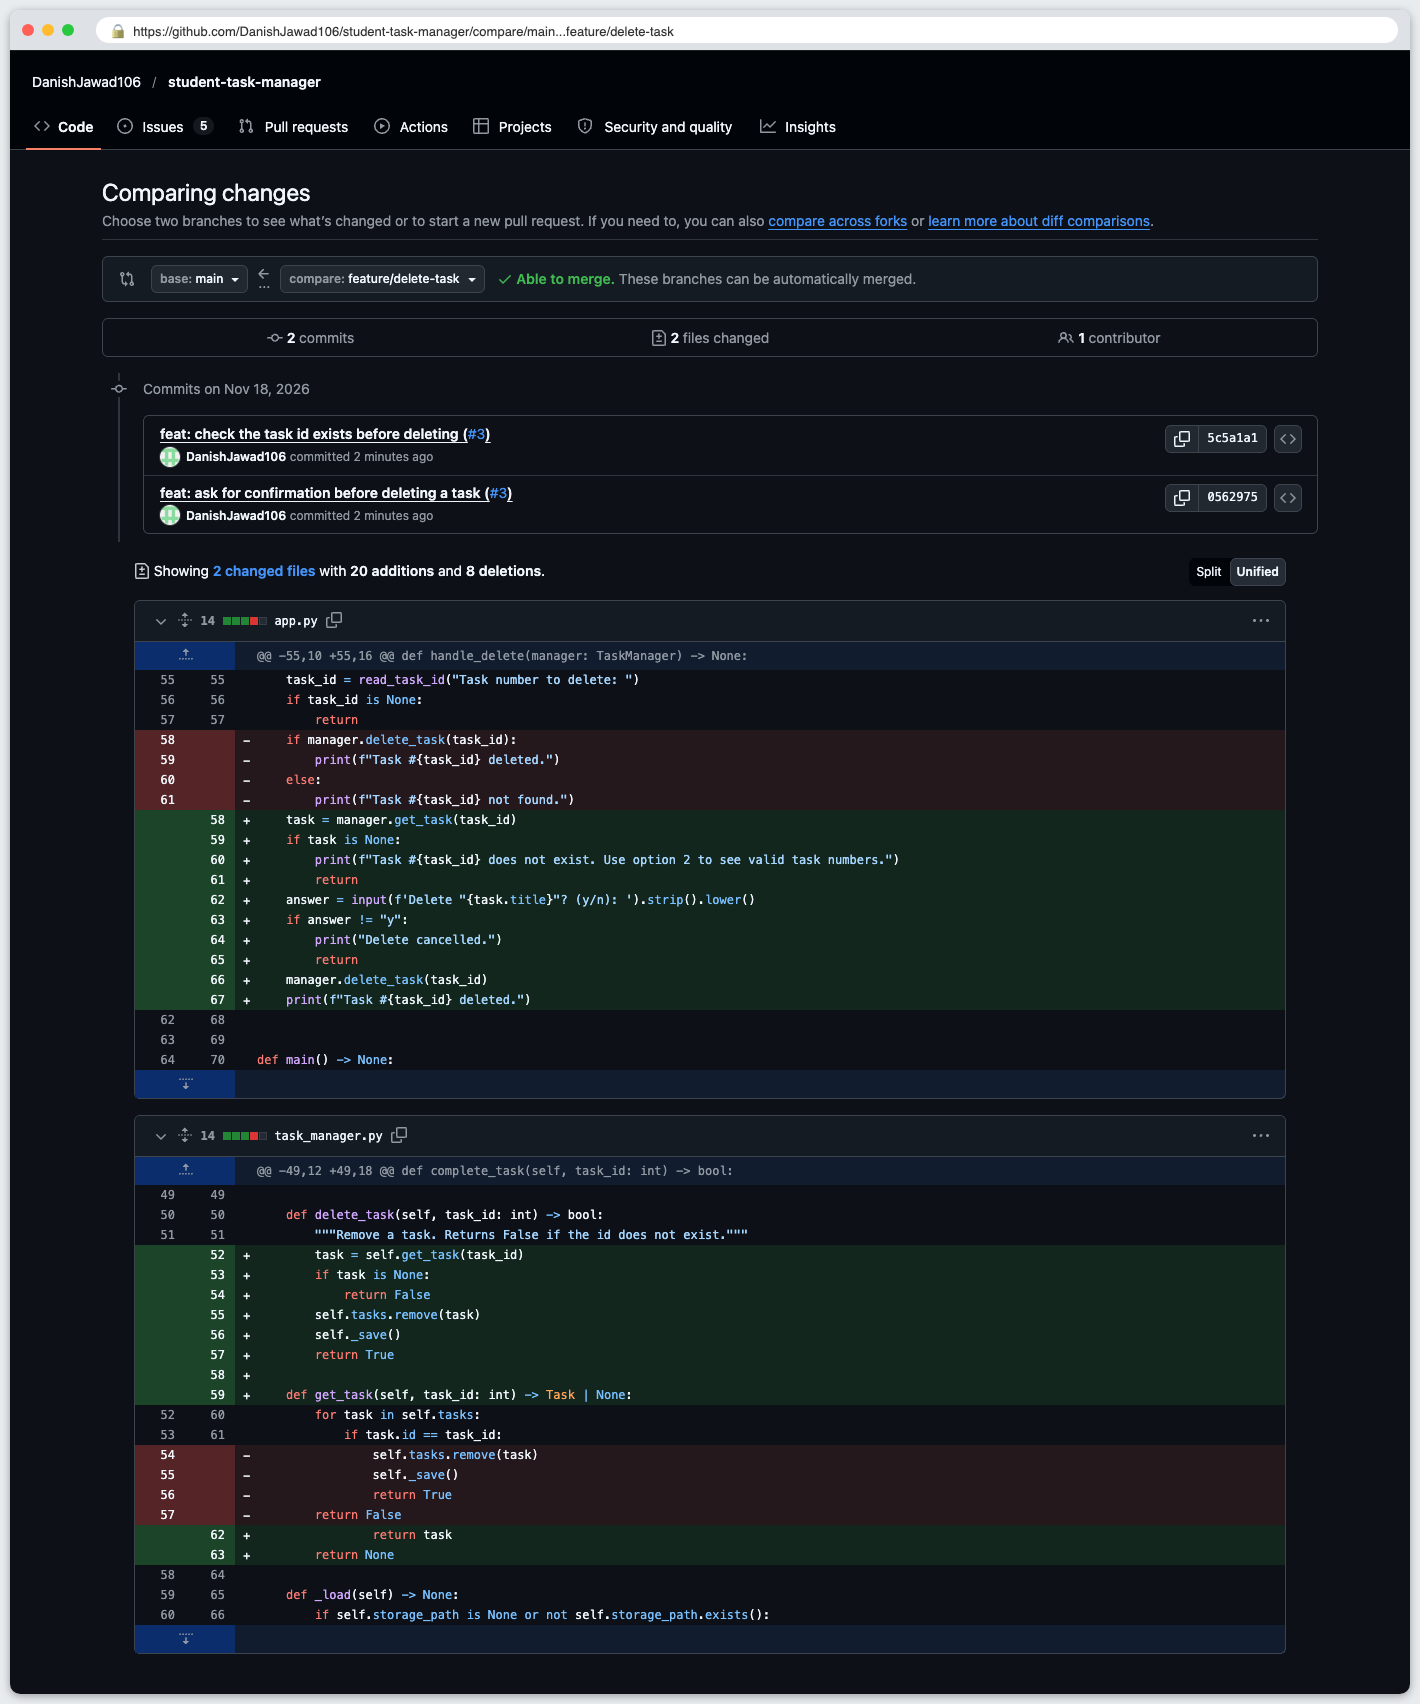 https://github.com/DanishJawad106/student-task-manager/compare/main...feature/delete-task
DanishJawad106 / student-task-manager
Code Issues 5 Pull requests Actions Projects Security and quality Insights
Comparing changes
Choose two branches to see what's changed or to start a new pull request. If you need to, you can also compare across forks or learn more about diff comparisons.
base: main compare: feature/delete-task Able to merge. These branches can be automatically merged.
2 commits 2 files changed 1 contributor
Commits on Nov 18, 2026
feat: check the task id exists before deleting (#3)
5c5a1a1
DanishJawad106 committed 2 minutes ago
feat: ask for confirmation before deleting a task (#3)
0562975
DanishJawad106 committed 2 minutes ago
Showing 2 changed files with 20 additions and 8 deletions.
Split Unified
14 app.py
@@ -55,10 +55,16 @@ def handle_delete(manager: TaskManager) -> None:
55 55     task_id = read_task_id("Task number to delete: ")
56 56     if task_id is None:
57 57         return
58 -     if manager.delete_task(task_id):
59 -         print(f"Task #{task_id} deleted.")
60 -     else:
61 -         print(f"Task #{task_id} not found.")
58 +     task = manager.get_task(task_id)
59 +     if task is None:
60 +         print(f"Task #{task_id} does not exist. Use option 2 to see valid task numbers.")
61 +         return
62 +     answer = input(f'Delete "{task.title}"? (y/n): ').strip().lower()
63 +     if answer != "y":
64 +         print("Delete cancelled.")
65 +         return
66 +     manager.delete_task(task_id)
67 +     print(f"Task #{task_id} deleted.")
62 68
63 69
64 70 def main() -> None:
14 task_manager.py
@@ -49,12 +49,18 @@ def complete_task(self, task_id: int) -> bool:
49 49
50 50     def delete_task(self, task_id: int) -> bool:
51 51         """Remove a task. Returns False if the id does not exist."""
52 +         task = self.get_task(task_id)
53 +         if task is None:
54 +             return False
55 +         self.tasks.remove(task)
56 +         self._save()
57 +         return True
58 +
59 +     def get_task(self, task_id: int) -> Task | None:
52 60         for task in self.tasks:
53 61             if task.id == task_id:
54 -                 self.tasks.remove(task)
55 -                 self._save()
56 -                 return True
57 -         return False
62 +                 return task
63 +         return None
58 64
59 65     def _load(self) -> None:
60 66         if self.storage_path is None or not self.storage_path.exists():